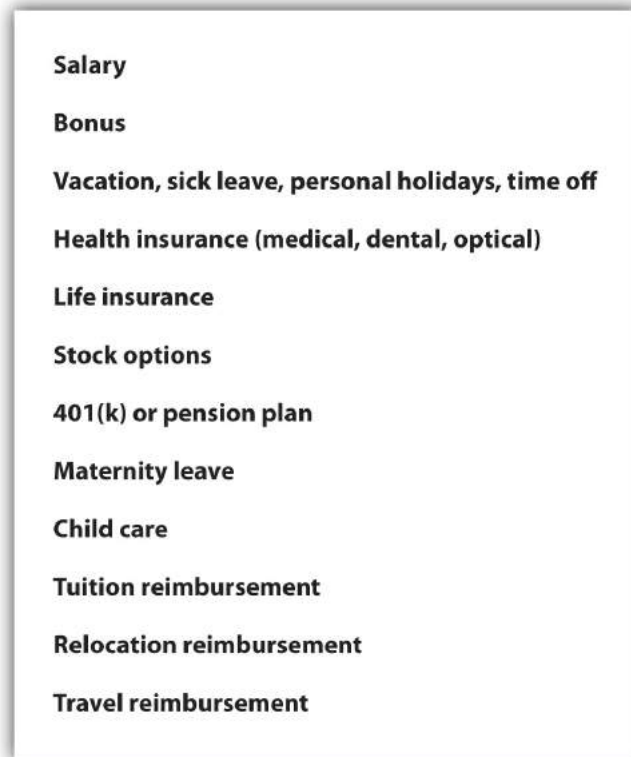 Salary
Bonus
Vacation, sick leave, personal holidays, time off
Health insurance (medical, dental, optical)
Life insurance
Stock options
401(k) or pension plan
Maternity leave
Child care
Tuition reimbursement
Relocation reimbursement
Travel reimbursement